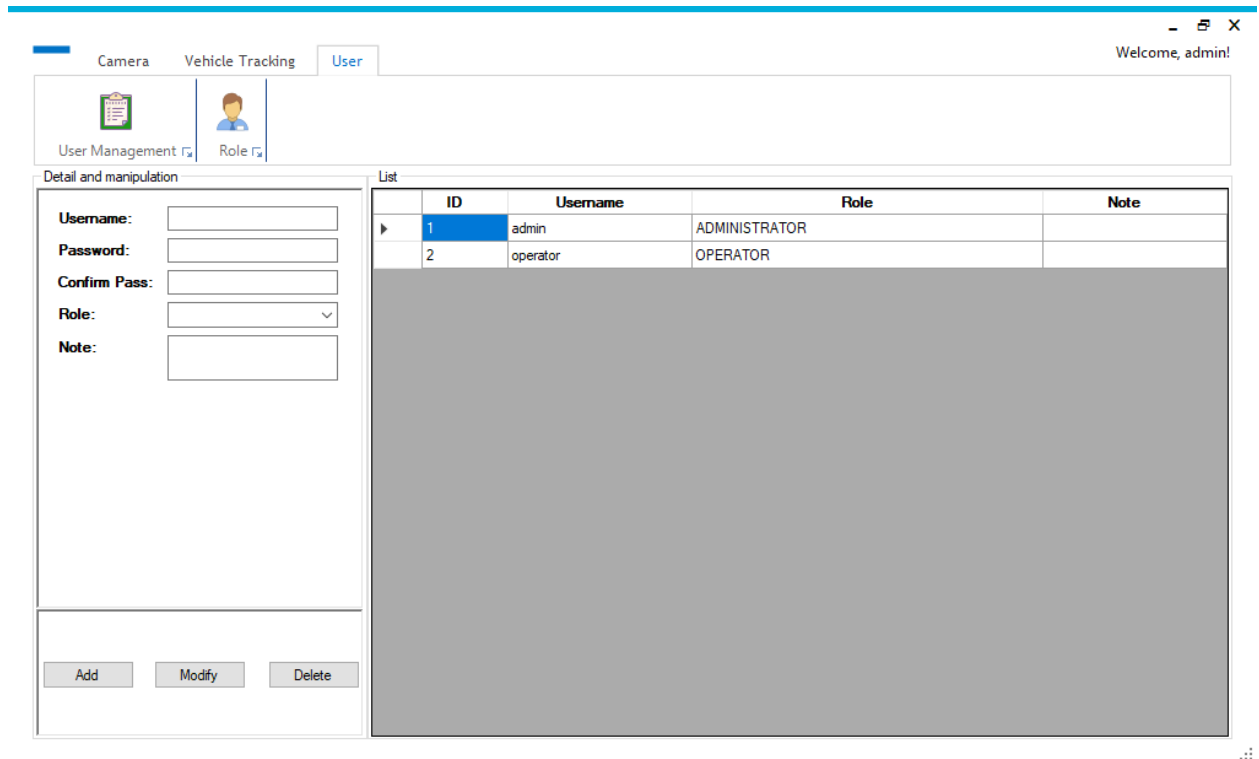 Welcome, admin!
Camera Vehicle Tracking User
User Management Role
Detail and manipulation
Username:
Password:
Confirm Pass:
Role:
Note:
Add Modify Delete
List
ID Username Role Note
1 admin ADMINISTRATOR
2 operator OPERATOR